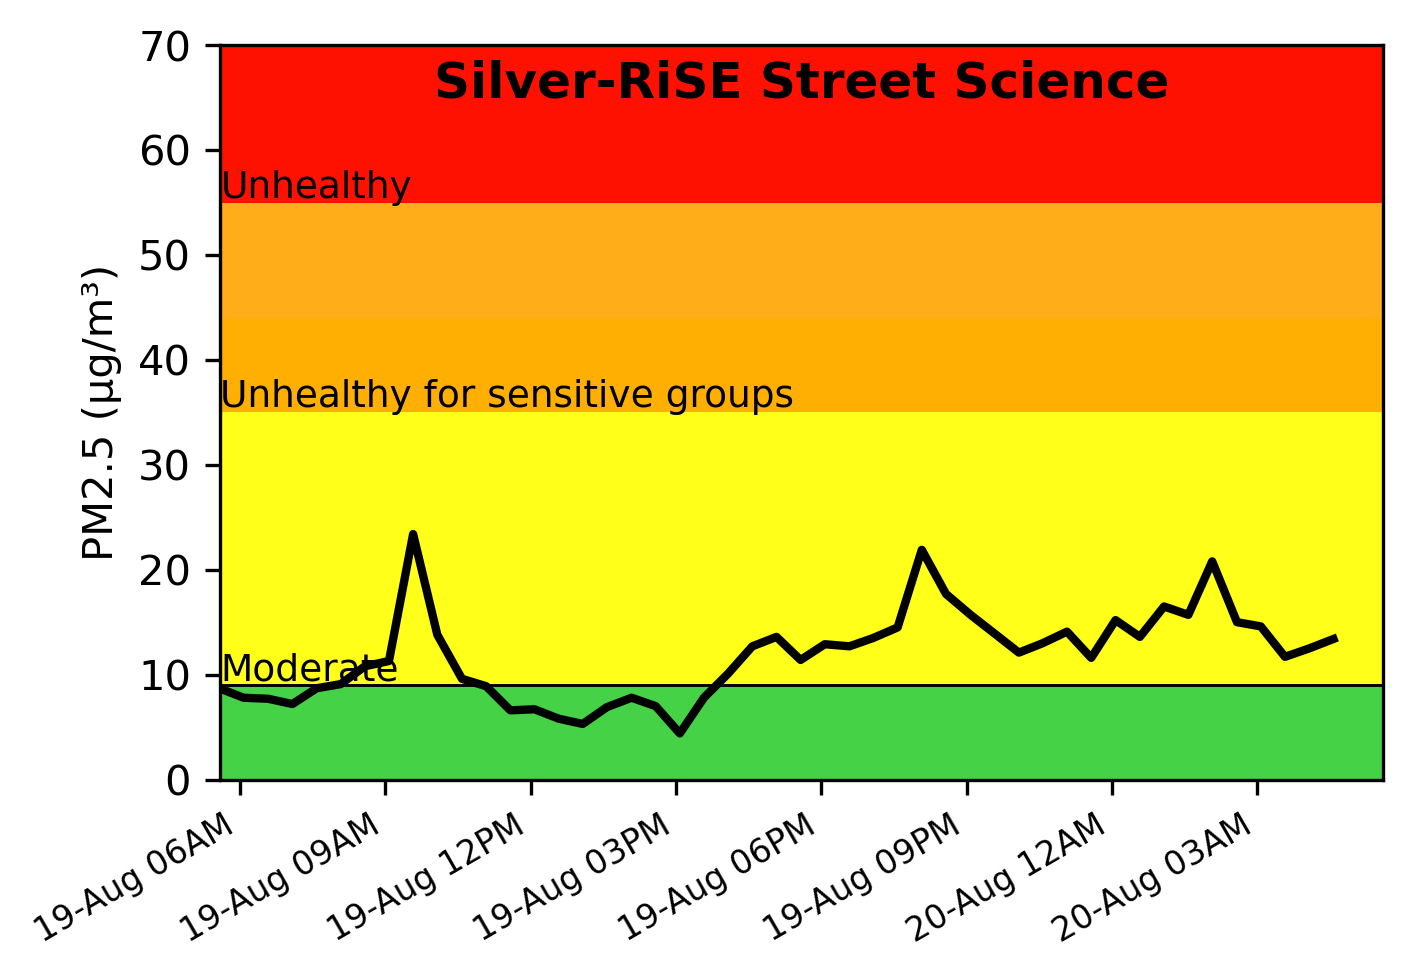 Silver-RiSE Street Science
70
60
Unhealthy
50
40
Unhealthy for sensitive groups
30
20
Moderate
10
0
PM2.5 (µg/m³)
19-Aug 06AM
19-Aug 09AM
19-Aug 12PM
19-Aug 03PM
19-Aug 06PM
19-Aug 09PM
20-Aug 12AM
20-Aug 03AM